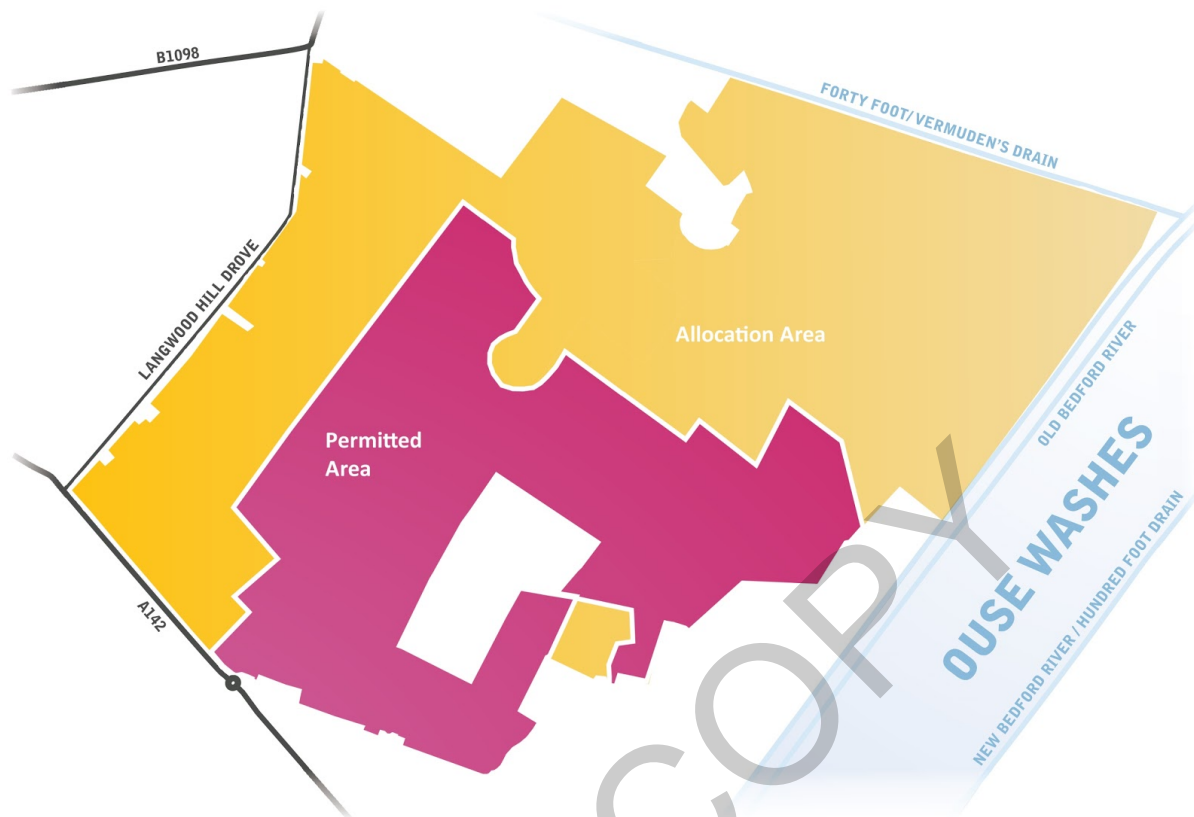 B1098
FORTY FOOT/VERMUDEN'S DRAIN
LANGWOOD HILL DROVE
Allocation Area
OLD BEDFORD RIVER
Permitted
Area
OUSE WASHES
NEW BEDFORD RIVER / HUNDRED FOOT DRAIN
A142
COPY